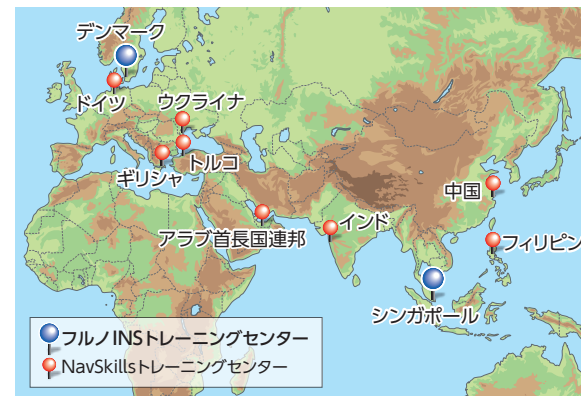 デンマーク
ドイツ
ウクライナ
トルコ
ギリシャ
中国
アラブ首長国連邦
インド
フィリピン
シンガポール
フルノINSトレーニングセンター
NavSkillsトレーニングセンター